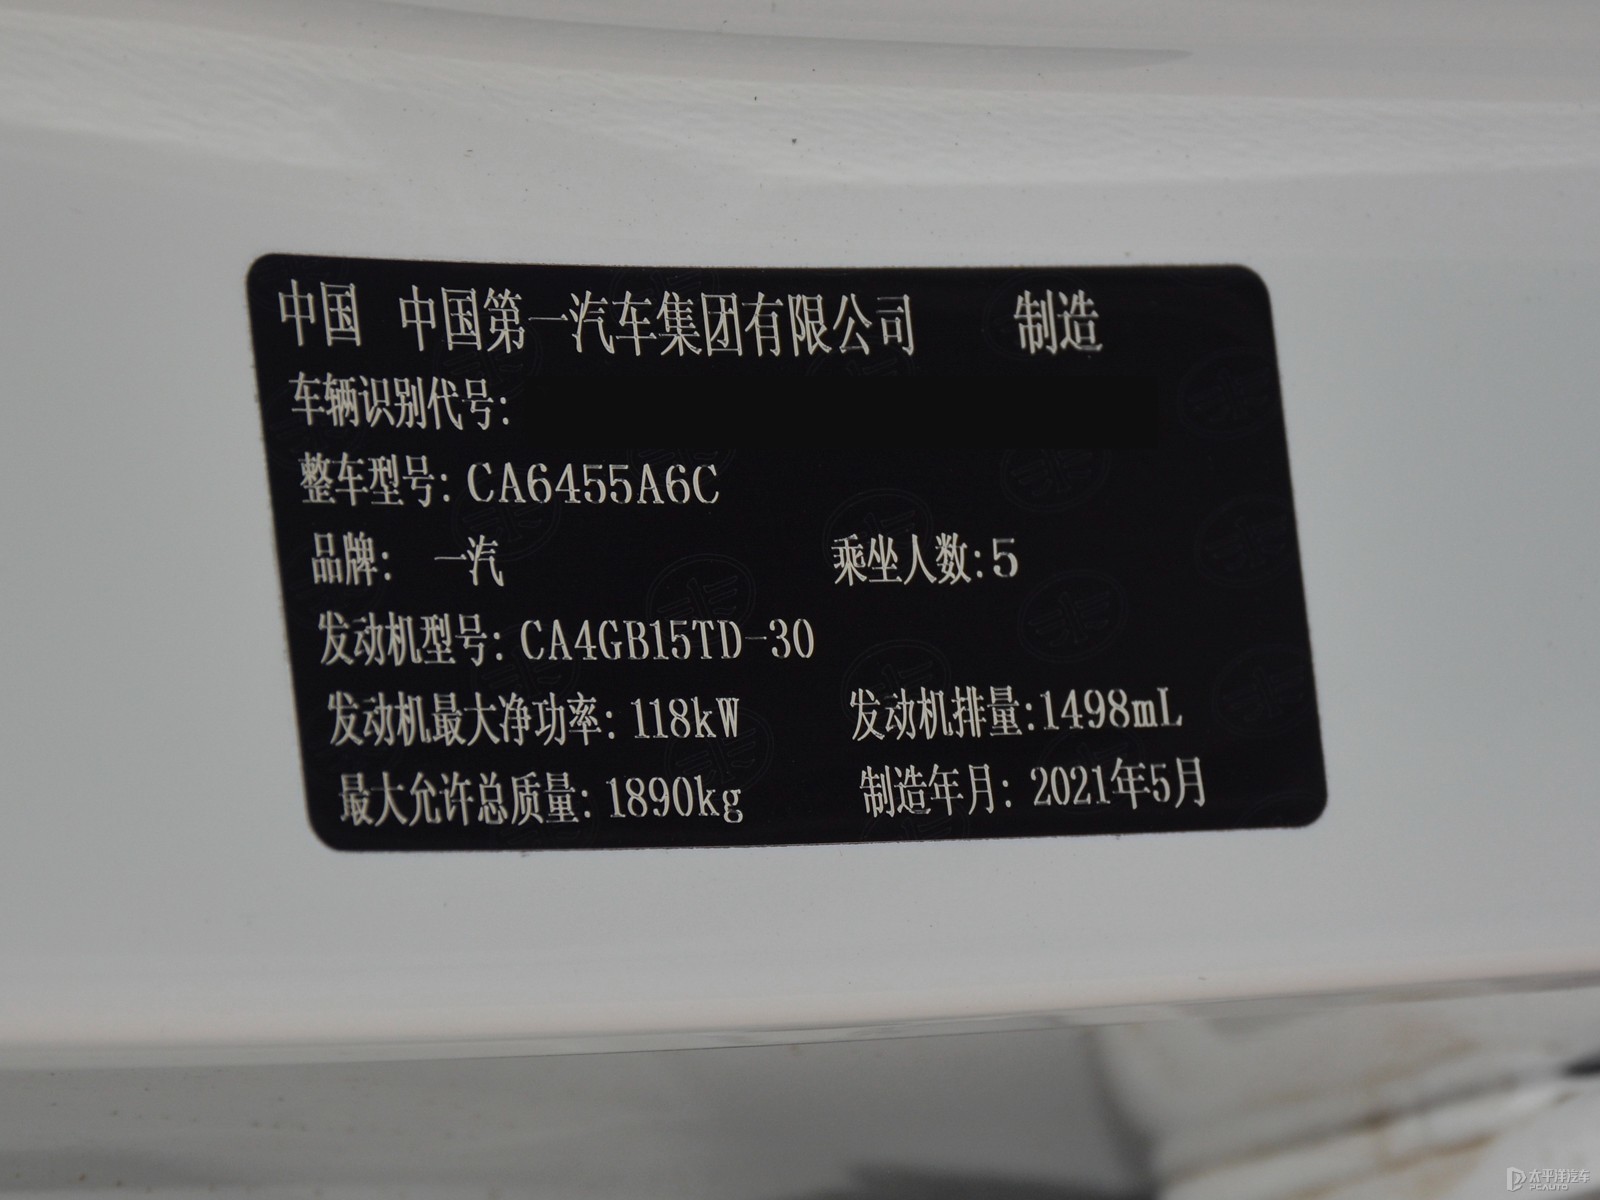 中国 中国第一汽车集团有限公司 制造
车辆识别代号:
整车型号: CA6455A6C
品牌: 一汽 乘坐人数:5
发动机型号: CA4GB15TD-30
发动机最大净功率: 118kW 发动机排量:1498mL
最大允许总质量: 1890kg 制造年月: 2021年5月
太平洋汽车
PCAUTO